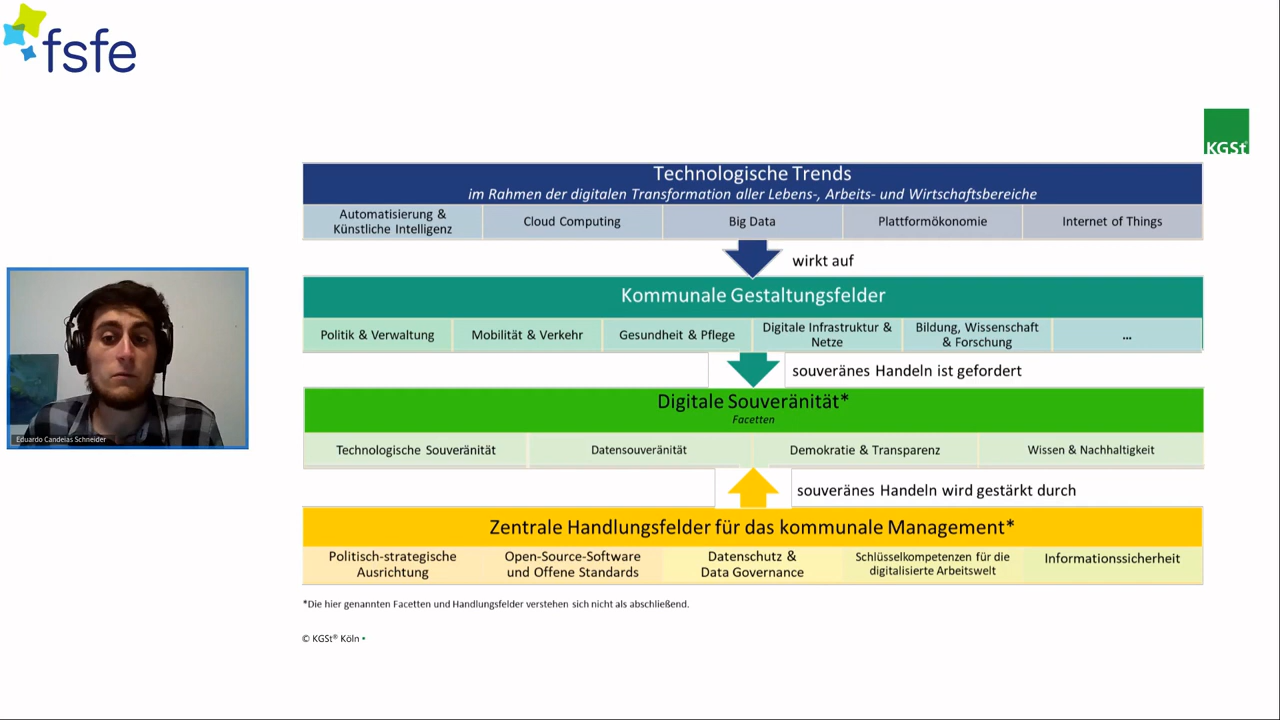 fsfe
KGSt®
Technologische Trends
im Rahmen der digitalen Transformation aller Lebens-, Arbeits- und Wirtschaftsbereiche
Automatisierung &
Künstliche Intelligenz
Cloud Computing
Big Data
Plattformökonomie
Internet of Things
wirkt auf
Kommunale Gestaltungsfelder
Politik & Verwaltung
Mobilität & Verkehr
Gesundheit & Pflege
Digitale Infrastruktur &
Netze
Bildung, Wissenschaft
& Forschung
...
souveränes Handeln ist gefordert
Digitale Souveränität*
Facetten
Technologische Souveränität
Datensouveränität
Demokratie & Transparenz
Wissen & Nachhaltigkeit
souveränes Handeln wird gestärkt durch
Zentrale Handlungsfelder für das kommunale Management*
Politisch-strategische
Ausrichtung
Open-Source-Software
und Offene Standards
Datenschutz &
Data Governance
Schlüsselkompetenzen für die
digitalisierte Arbeitswelt
Informationssicherheit
*Die hier genannten Facetten und Handlungsfelder verstehen sich nicht als abschließend.
© KGSt® Köln •
Eduardo Candeias Schneider